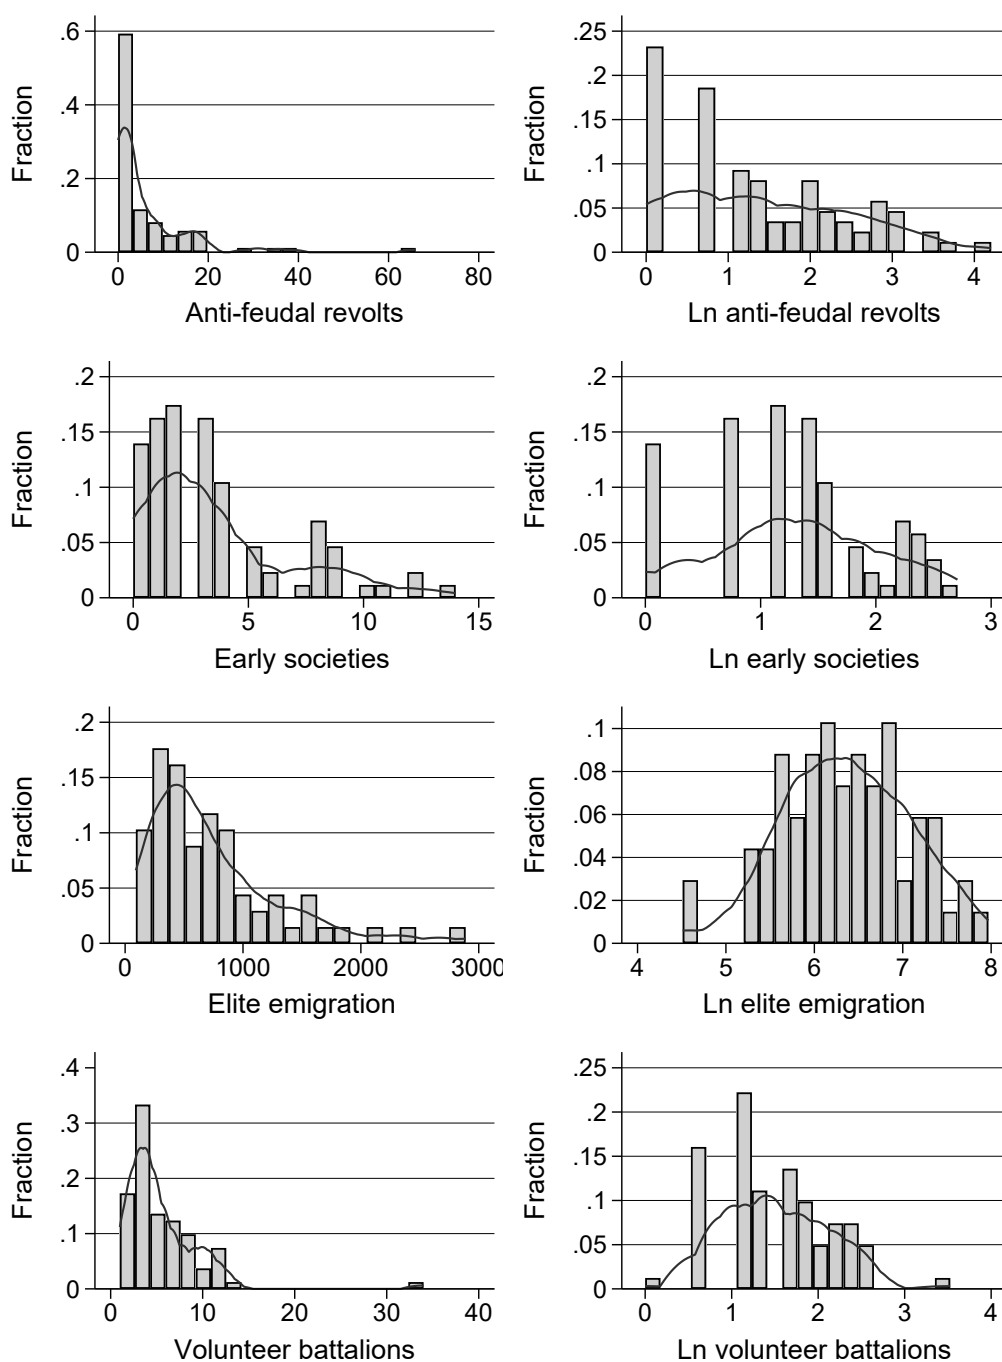 .6
.4
.2
0
Fraction
0 20 40 60 80
Anti-feudal revolts
.25
.2
.15
.1
.05
0
Fraction
0 1 2 3 4
Ln anti-feudal revolts
.2
.15
.1
.05
0
Fraction
0 5 10 15
Early societies
.2
.15
.1
.05
0
Fraction
0 1 2 3
Ln early societies
.2
.15
.1
.05
0
Fraction
0 1000 2000 3000
Elite emigration
.1
.08
.06
.04
.02
0
Fraction
4 5 6 7 8
Ln elite emigration
.4
.3
.2
.1
0
Fraction
0 10 20 30 40
Volunteer battalions
.25
.2
.15
.1
.05
0
Fraction
0 1 2 3 4
Ln volunteer battalions